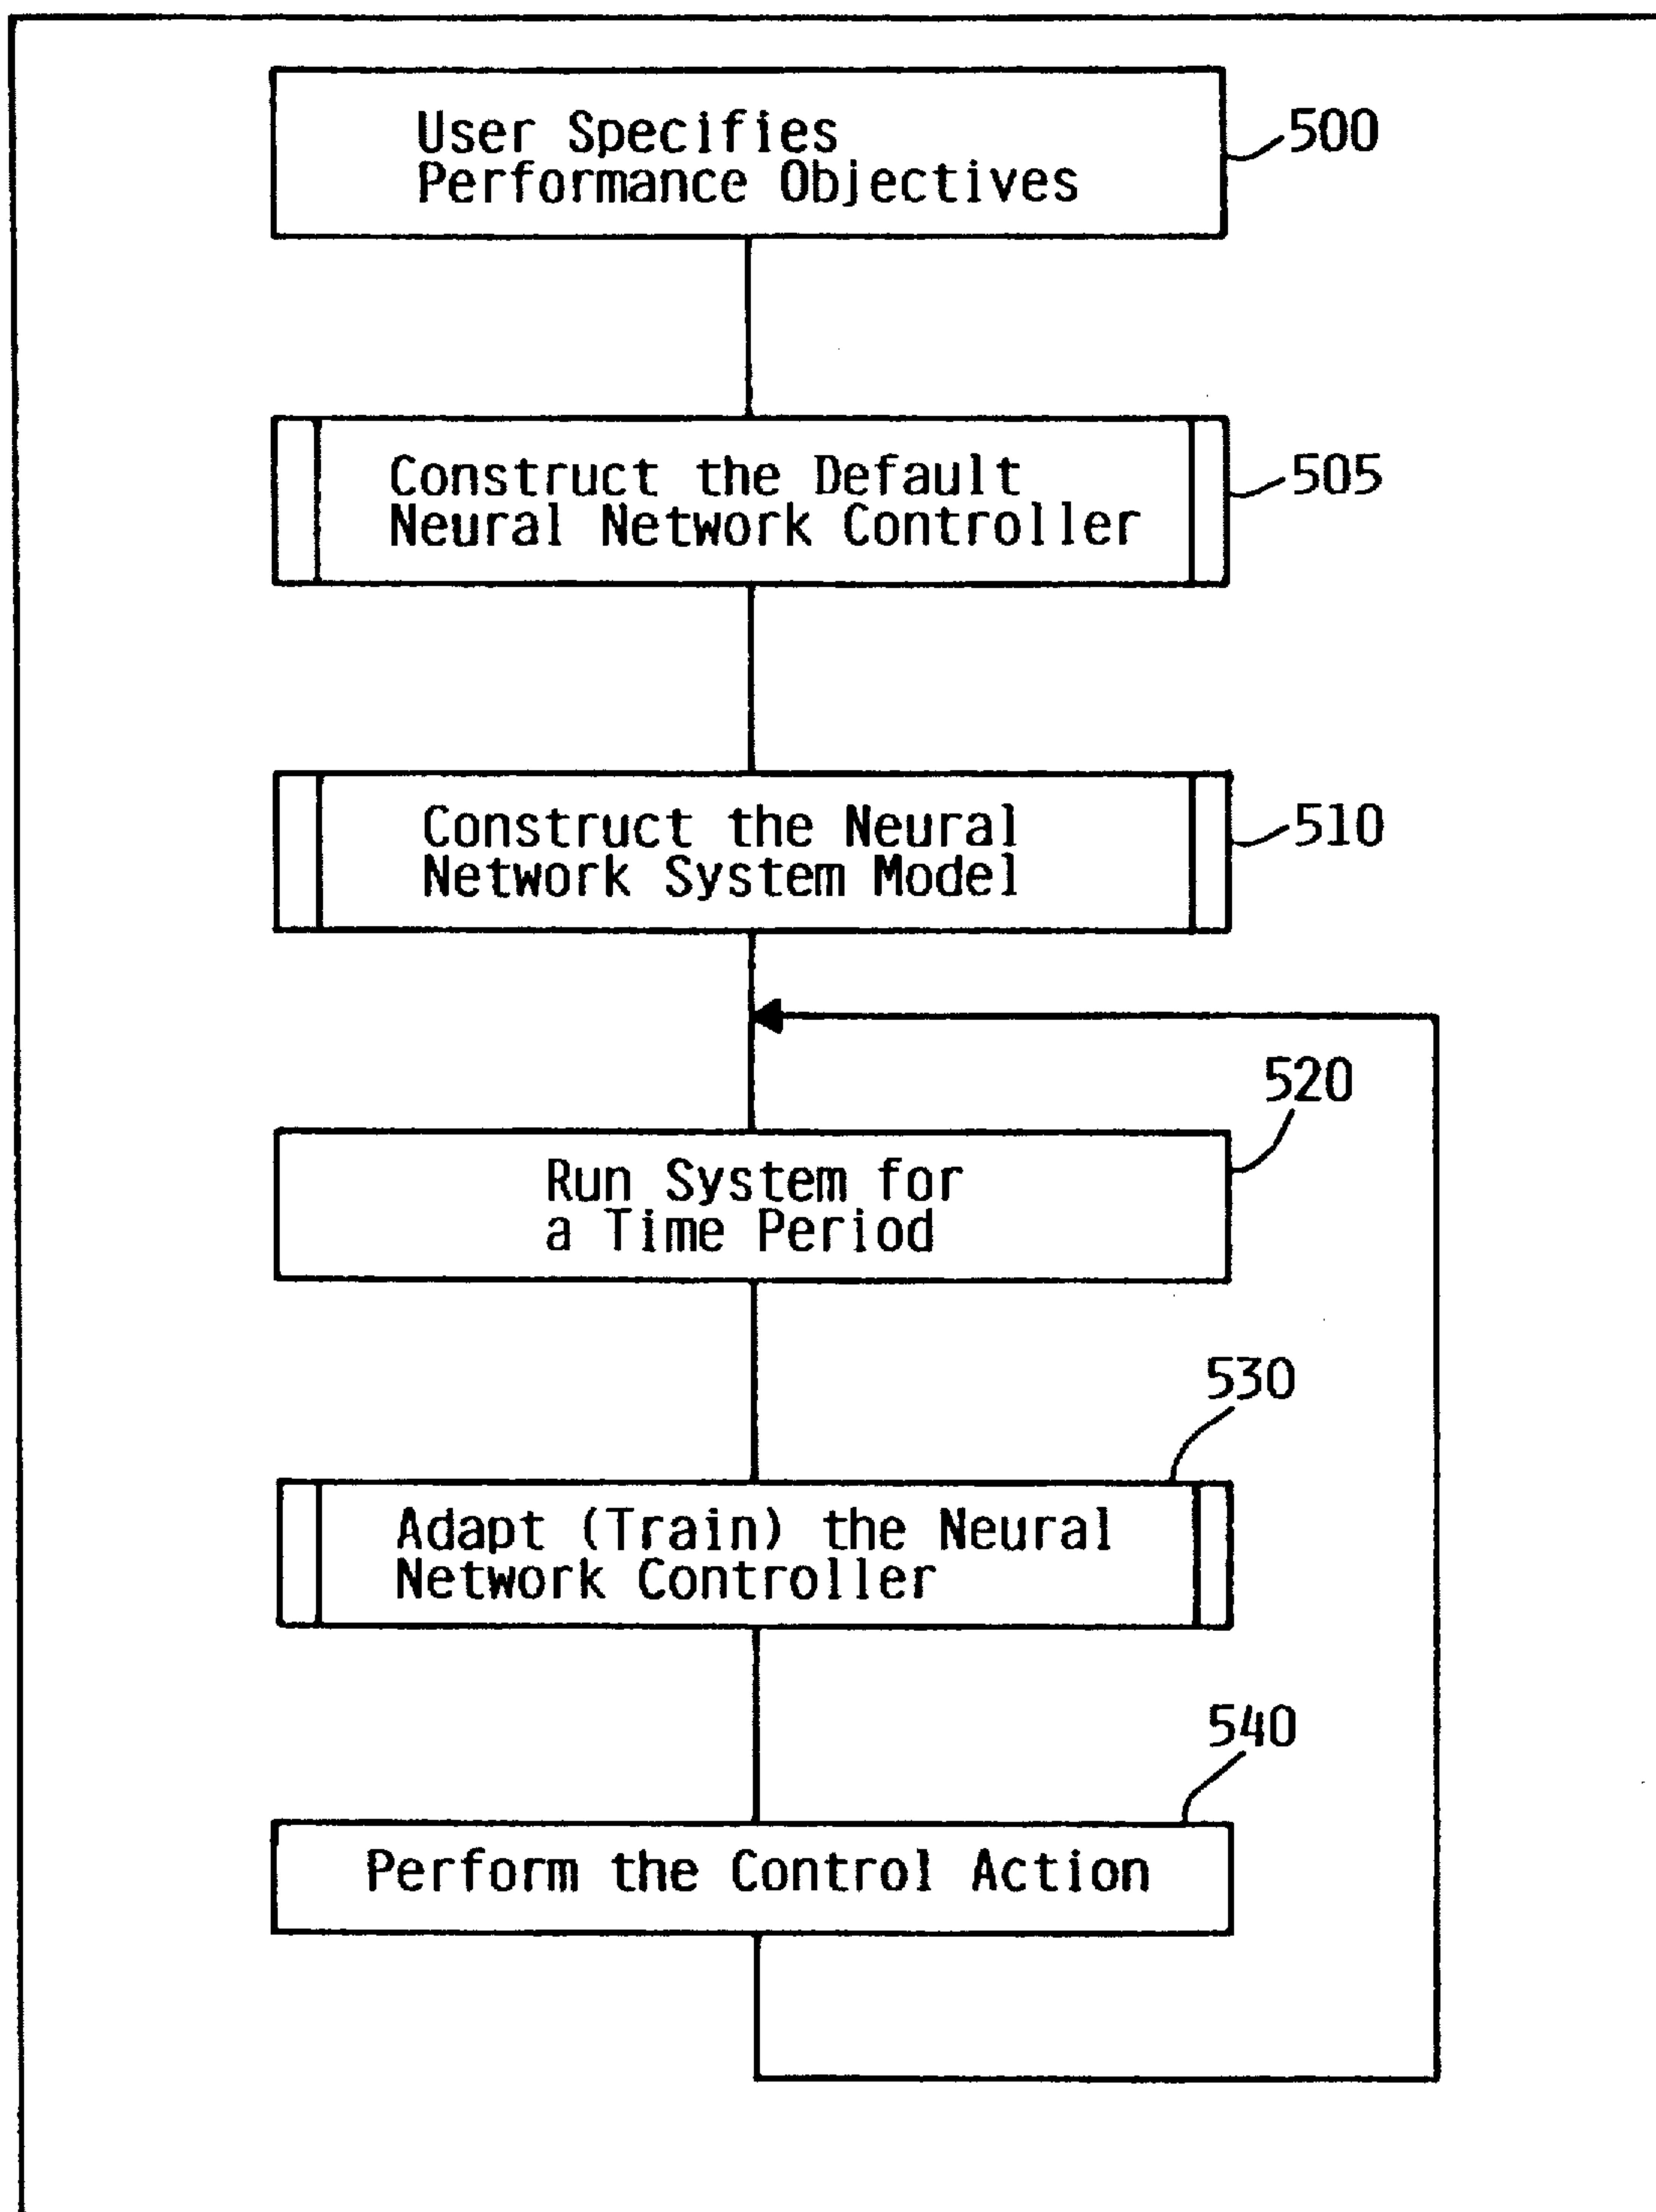 User Specifies
Performance Objectives
500
Construct the Default
Neural Network Controller
505
Construct the Neural
Network System Model
510
520
Run System for
a Time Period
530
Adapt (Train) the Neural
Network Controller
540
Perform the Control Action